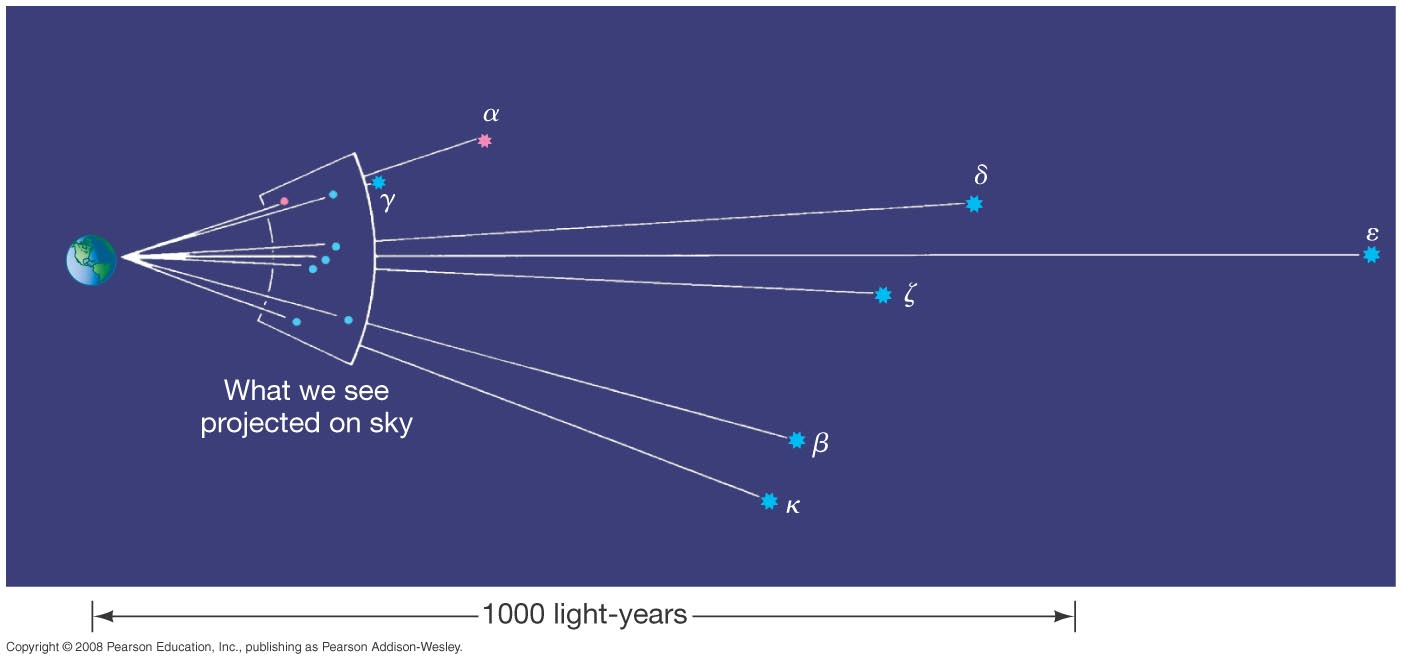 α
γ
δ
ε
ζ
What we see
projected on sky
β
κ
1000 light-years
Copyright © 2008 Pearson Education, Inc., publishing as Pearson Addison-Wesley.